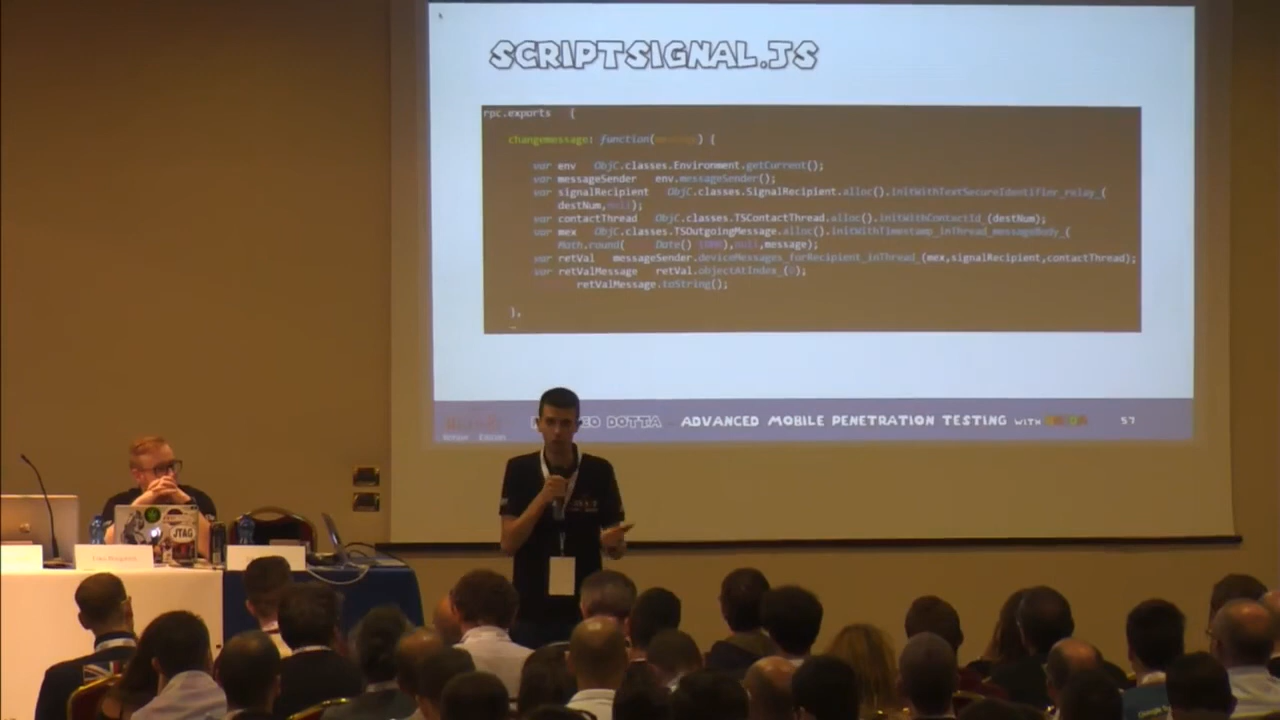 SCRIPTSIGNAL.JS
rpc.exports {
changemessage: function(message) {
var env ObjC.classes.Environment.getCurrent();
var messageSender env.messageSender();
var signalRecipient ObjC.classes.SignalRecipient.alloc().initWithTextSecureIdentifier_relay_(
destNum,null);
var contactThread ObjC.classes.TSContactThread.alloc().initWithContactId_(destNum);
var mex ObjC.classes.TSOutgoingMessage.alloc().initWithTimestamp_inThread_messageBody_(
Math.round( Date() 1000),null,message);
var retVal messageSender.deviceMessages_forRecipient_inThread_(mex,signalRecipient,contactThread);
var retValMessage retVal.objectAtIndex_(0);
retValMessage.toString();
},
DOTTA ADVANCED MOBILE PENETRATION TESTING WITH 57
Edition
JTAG